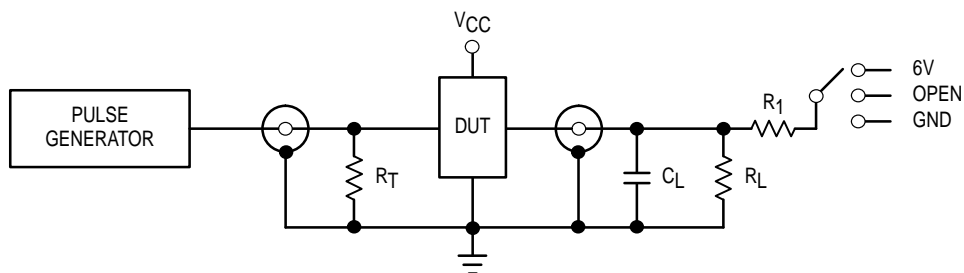 VCC
PULSE
GENERATOR
DUT
RT
CL
RL
R1
6V
OPEN
GND